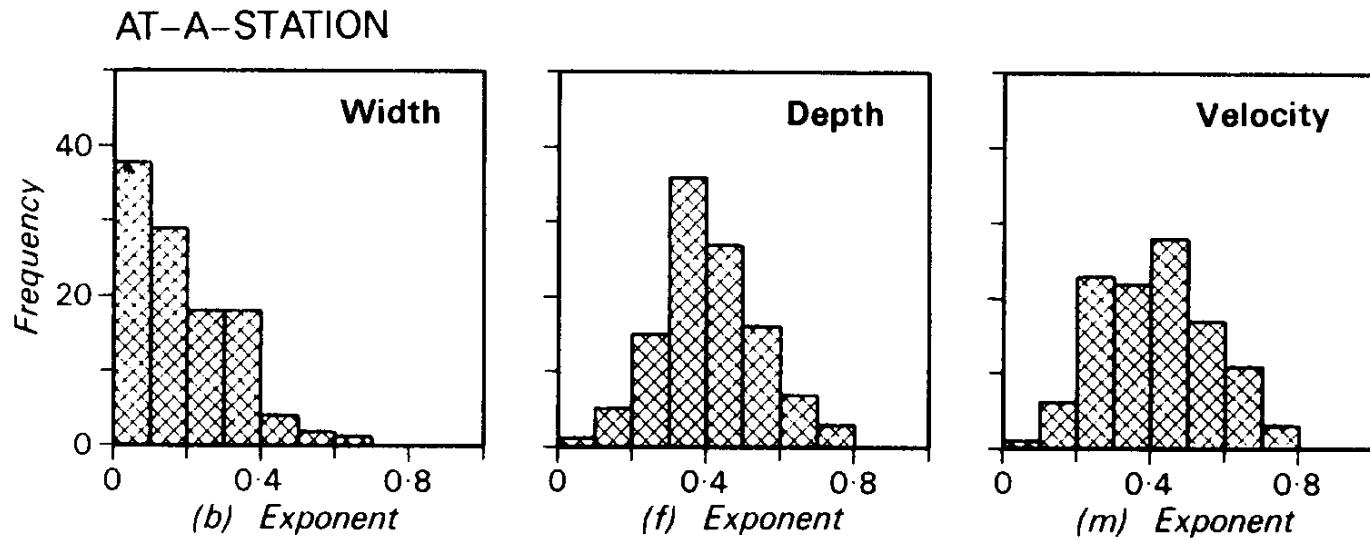 AT-A-STATION
Width
Depth
Velocity
Frequency
40
20
0
0 0·4 0·8
0 0·4 0·8
0 0·4 0·8
(b) Exponent
(f) Exponent
(m) Exponent